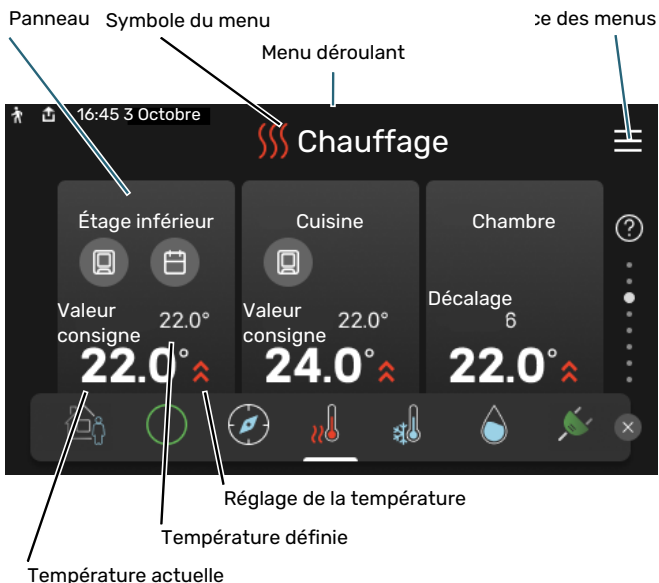 Panneau
Symbole du menu
des menus
Menu déroulant
16:45 3 Octobre
Chauffage
Étage inférieur
Cuisine
Chambre
?
Valeur consigne 22.0°
Valeur consigne 22.0°
Décalage 6
22.0°
24.0°
22.0°
Réglage de la température
Température définie
Température actuelle